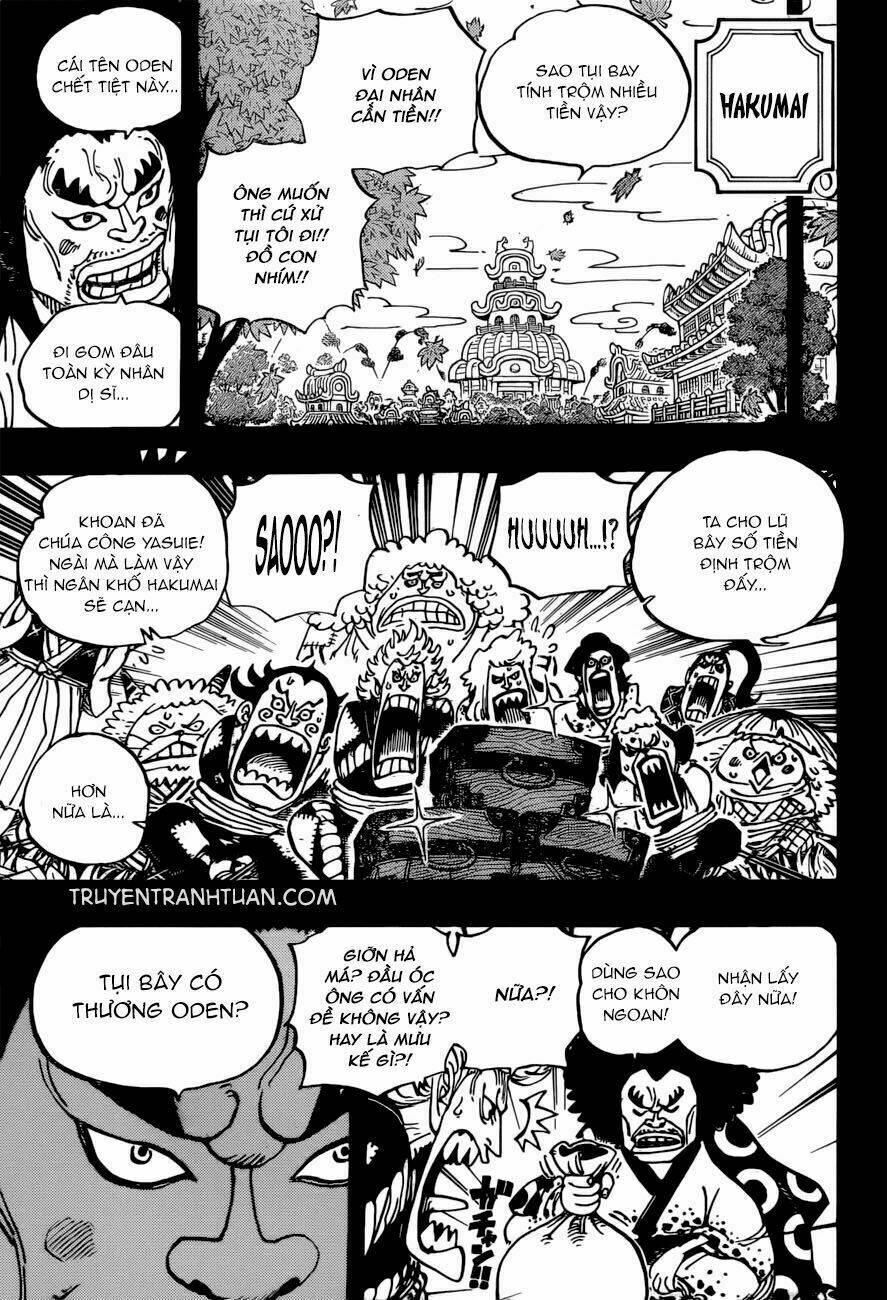 HAKUMAI
SAO TỤI BAY
TÍNH TRỘM NHIỀU
TIỀN VẬY?
VÌ ODEN
ĐẠI NHÂN
CẦN TIỀN!!
ÔNG MUỐN
THÌ CỨ XỬ
TỤI TÔI ĐI!!
ĐỒ CON
NHÍM!!
CÁI TÊN ODEN
CHẾT TIỆT NÀY...
ĐI GOM ĐÂU
TOÀN KỲ NHÂN
DỊ SĨ...
TA CHO LŨ
BÂY SỐ TIỀN
ĐỊNH TRỘM
ĐẤY...
HUUUUH...!?
SAOOO?!
KHOAN ĐÃ
CHÚA CÔNG YASUIE!
NGÀI MÀ LÀM VẬY
THÌ NGÂN KHỐ HAKUMAI
SẼ CẠN...
HƠN
NỮA LÀ...
TRUYENTRANHTUAN.COM
NHẬN LẤY
ĐÂY NỮA!
DÙNG SAO
CHO KHÔN
NGOAN!
NỮA?!
GIỠN HẢ
MÁ? ĐẦU ÓC
ÔNG CÓ VẤN
ĐỀ KHÔNG VẬY?
HAY LÀ MƯU
KẾ GÌ?!
ガチャン!!
TỤI BÂY CÓ
THƯƠNG ODEN?